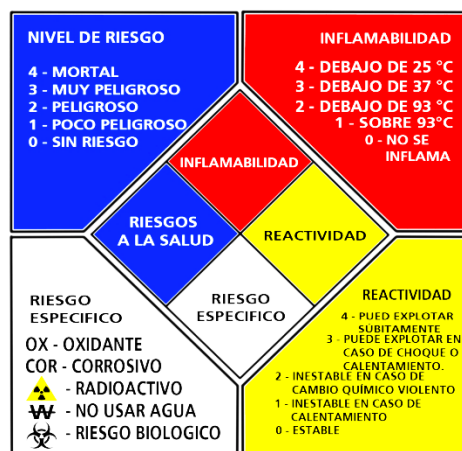 NIVEL DE RIESGO
4 - MORTAL
3 - MUY PELIGROSO
2 - PELIGROSO
1 - POCO PELIGROSO
0 - SIN RIESGO
INFLAMABILIDAD
4 - DEBAJO DE 25 °C
3 - DEBAJO DE 37 °C
2 - DEBAJO DE 93 °C
1 - SOBRE 93°C
0 - NO SE
INFLAMA
INFLAMABILIDAD
RIESGOS
A LA SALUD
REACTIVIDAD
RIESGO
ESPECIFICO
RIESGO
ESPECIFICO
OX - OXIDANTE
COR - CORROSIVO
- RADIOACTIVO
W - NO USAR AGUA
- RIESGO BIOLOGICO
REACTIVIDAD
4 - PUED EXPLOTAR
SÚBITAMENTE
3 - PUEDE EXPLOTAR EN
CASO DE CHOQUE O
CALENTAMIENTO.
2 - INESTABLE EN CASO DE
CAMBIO QUÍMICO VIOLENTO
1 - INESTABLE EN CASO DE
CALENTAMIENTO
0 - ESTABLE